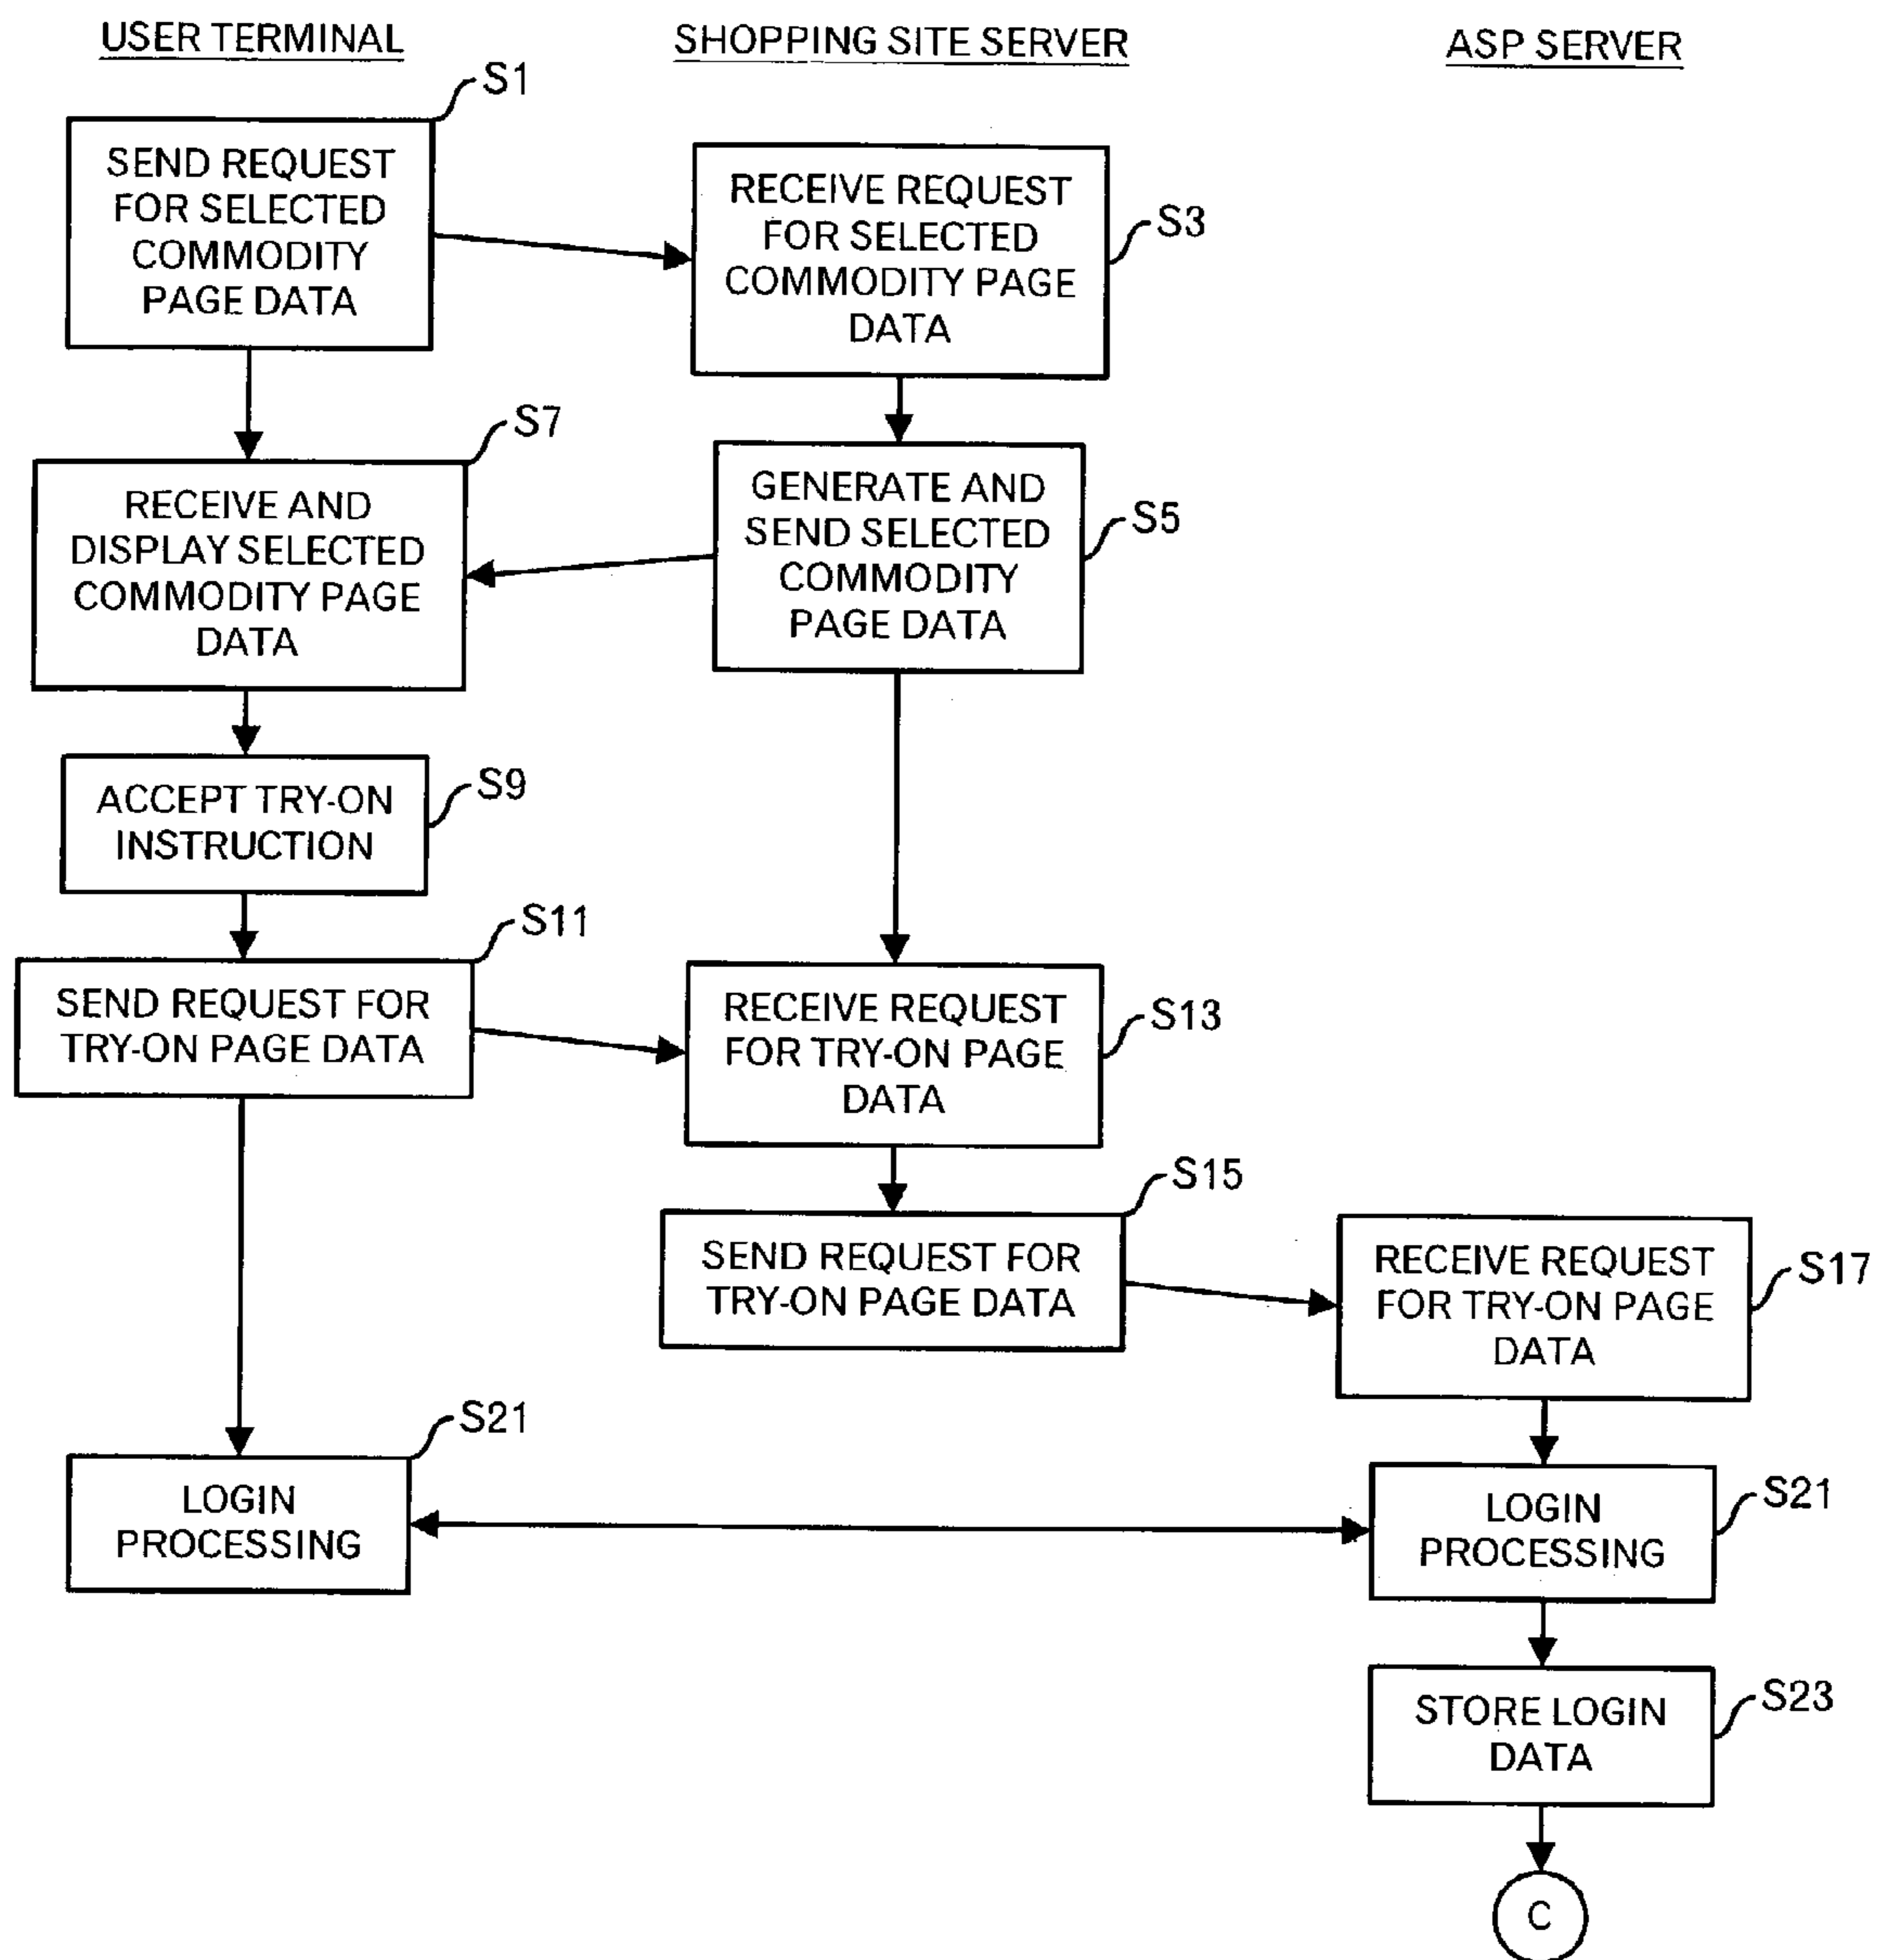 USER TERMINAL
SHOPPING SITE SERVER
ASP SERVER
S1
SEND REQUEST
FOR SELECTED
COMMODITY
PAGE DATA
S3
RECEIVE REQUEST
FOR SELECTED
COMMODITY PAGE
DATA
S5
GENERATE AND
SEND SELECTED
COMMODITY
PAGE DATA
S7
RECEIVE AND
DISPLAY SELECTED
COMMODITY PAGE
DATA
S9
ACCEPT TRY-ON
INSTRUCTION
S11
SEND REQUEST FOR
TRY-ON PAGE DATA
S13
RECEIVE REQUEST
FOR TRY-ON PAGE
DATA
S15
SEND REQUEST FOR
TRY-ON PAGE DATA
S17
RECEIVE REQUEST
FOR TRY-ON PAGE
DATA
S21
LOGIN
PROCESSING
S21
LOGIN
PROCESSING
S23
STORE LOGIN
DATA
C